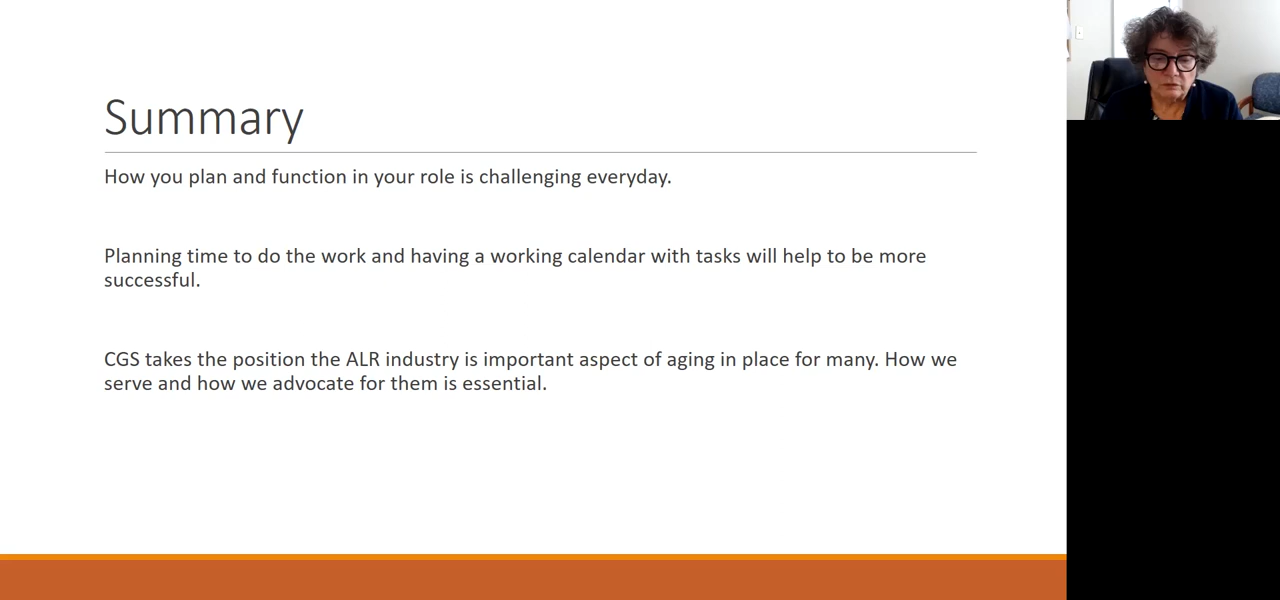 Summary
How you plan and function in your role is challenging everyday.
Planning time to do the work and having a working calendar with tasks will help to be more
successful.
CGS takes the position the ALR industry is important aspect of aging in place for many. How we
serve and how we advocate for them is essential.